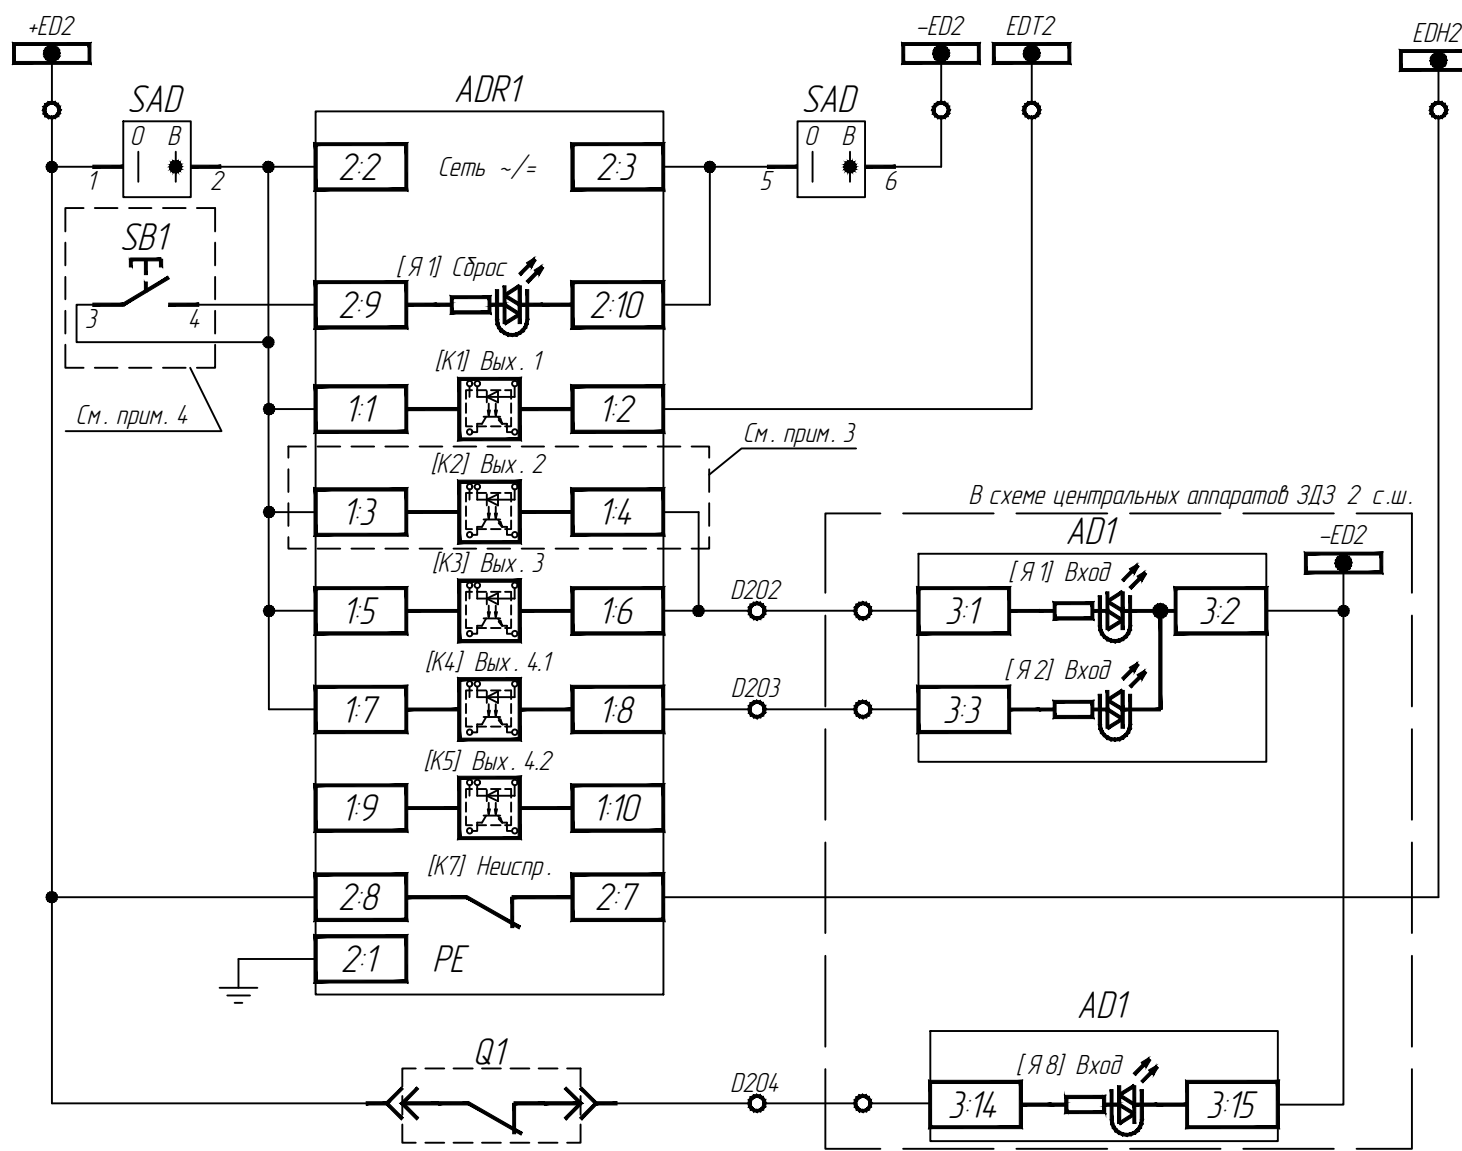 +ED2
-ED2
EDT2
EDH2
SAD
ADR1
SAD
0 B
0 B
1
2
2:2
Сеть ~/=
2:3
5
6
SB1
[Я1] Сброс
3
4
2:9
2:10
[K1] Вых. 1
1:1
1:2
См. прим. 4
См. прим. 3
[K2] Вых. 2
1:3
1:4
В схеме центральных аппаратов ЗДЗ 2 с.ш.
AD1
-ED2
[K3] Вых. 3
[Я1] Вход
1:5
1:6
D202
3:1
3:2
[K4] Вых. 4.1
[Я2] Вход
1:7
1:8
D203
3:3
[K5] Вых. 4.2
1:9
1:10
[K7] Неиспр.
2:8
2:7
2:1
PE
AD1
Q1
[Я8] Вход
D204
3:14
3:15